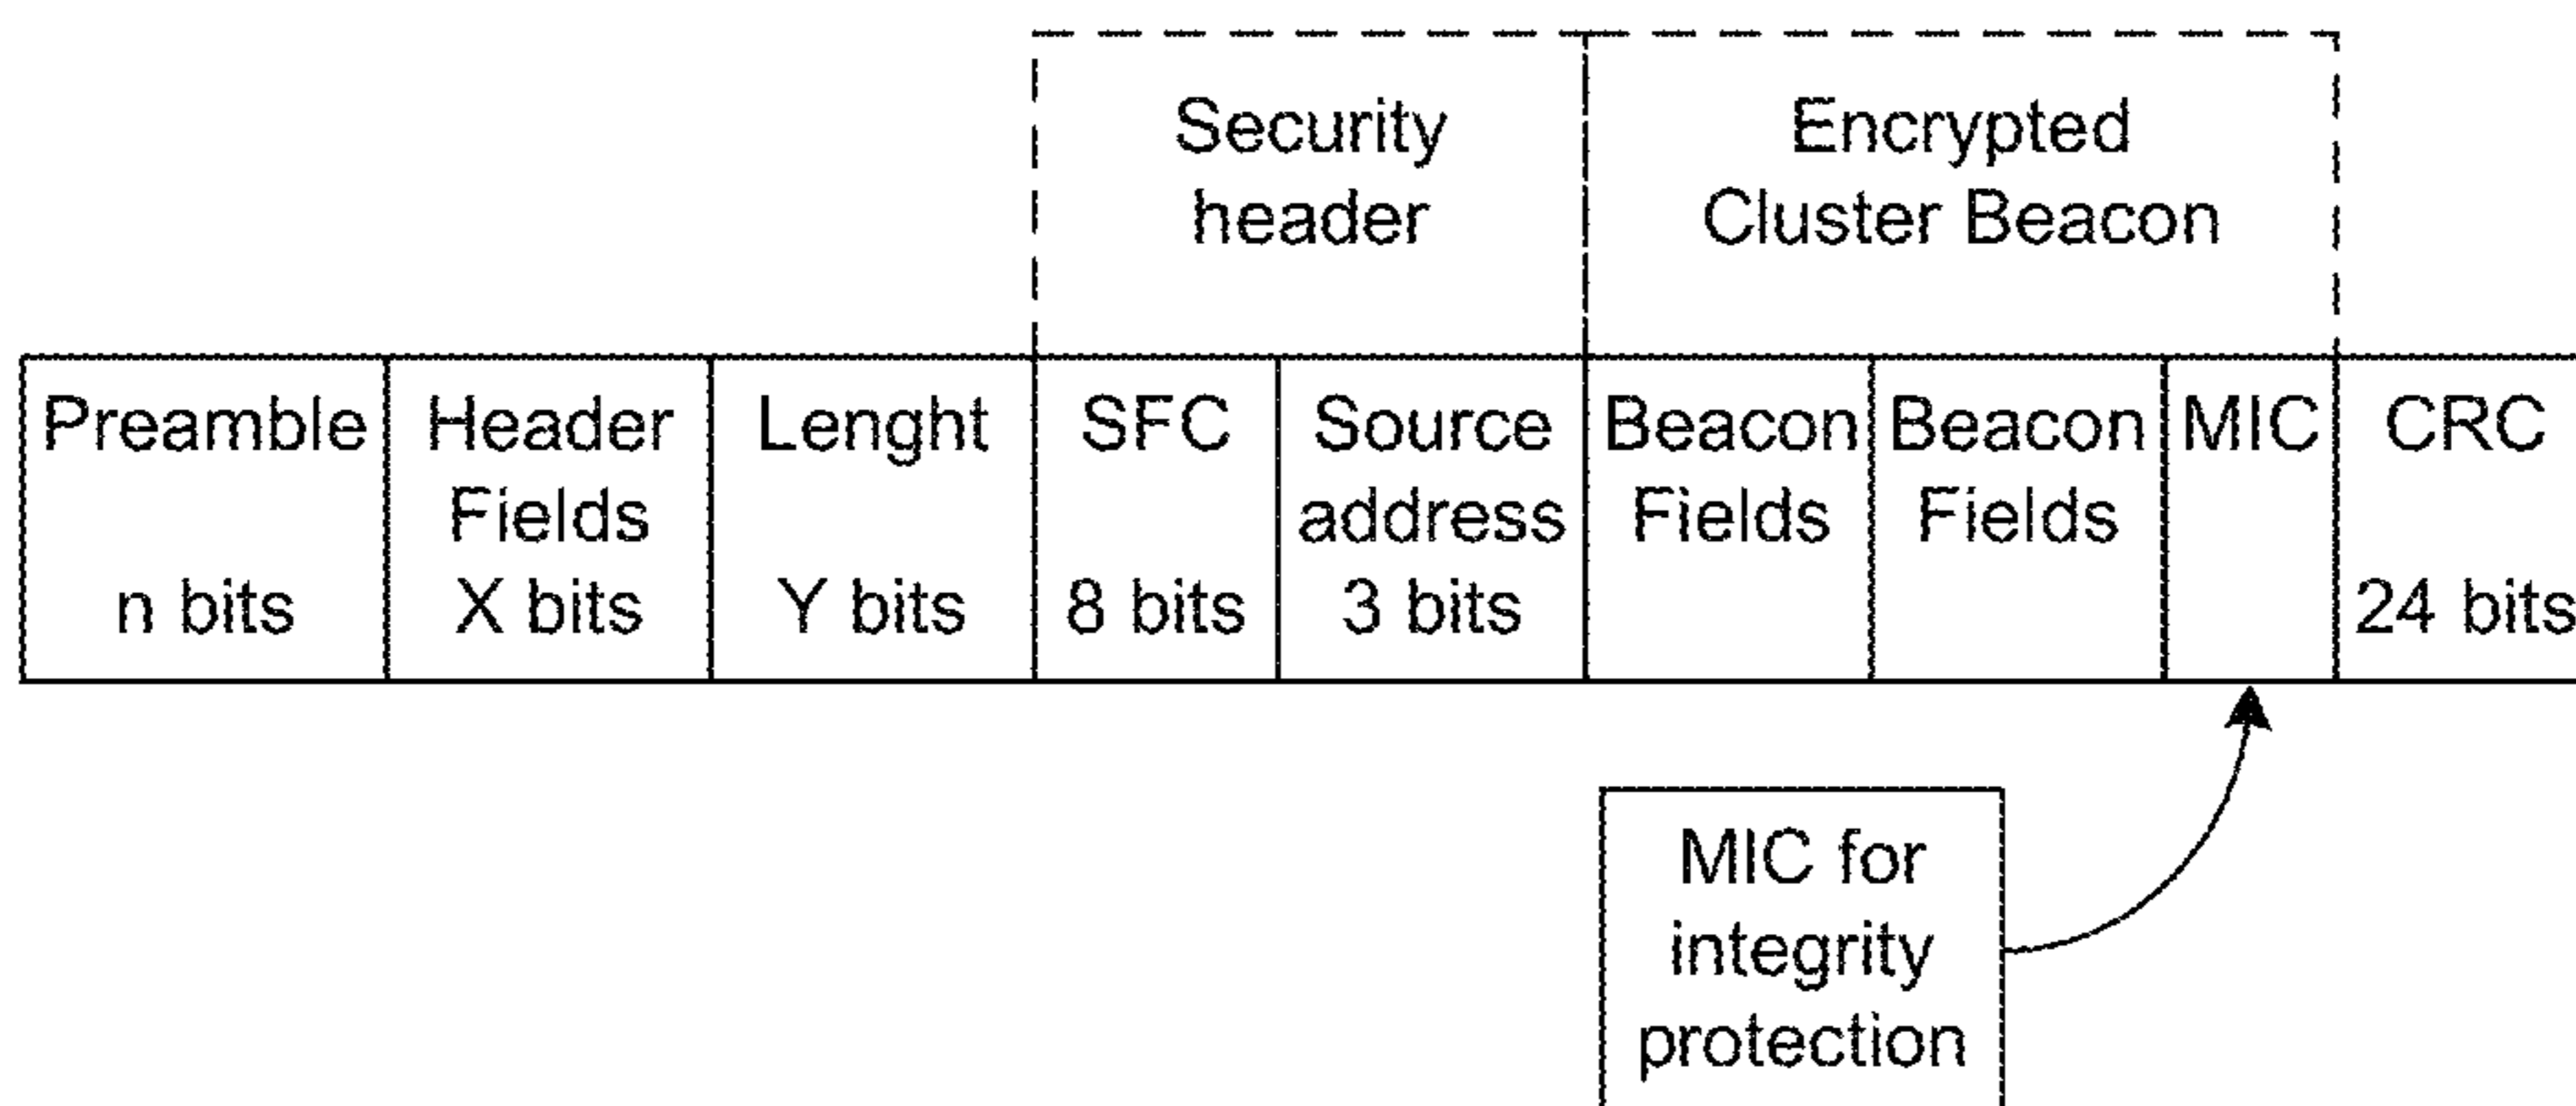 Security
header
Encrypted
Cluster Beacon
Preamble
n bits
Header
Fields
X bits
Lenght
Y bits
SFC
8 bits
Source
address
3 bits
Beacon
Fields
Beacon
Fields
MIC
CRC
24 bits
MIC for
integrity
protection